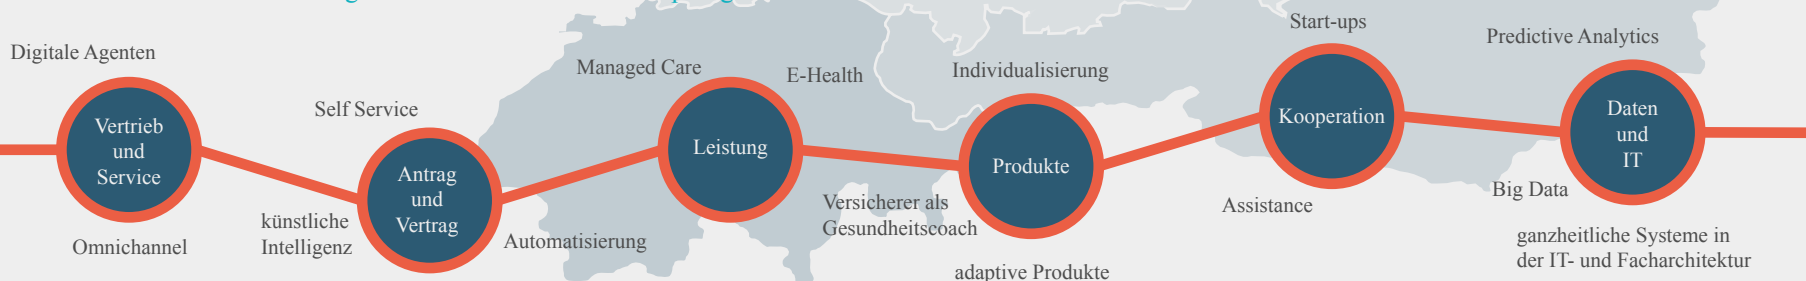 Digitale Agenten
Vertrieb
und
Service
Omnichannel
Self Service
künstliche
Intelligenz
Antrag
und
Vertrag
Automatisierung
Managed Care
E-Health
Leistung
Versicherer als
Gesundheitscoach
Individualisierung
Produkte
adaptive Produkte
Start-ups
Kooperation
Assistance
Predictive Analytics
Daten
und
IT
Big Data
ganzheitliche Systeme in
der IT- und Facharchitektur